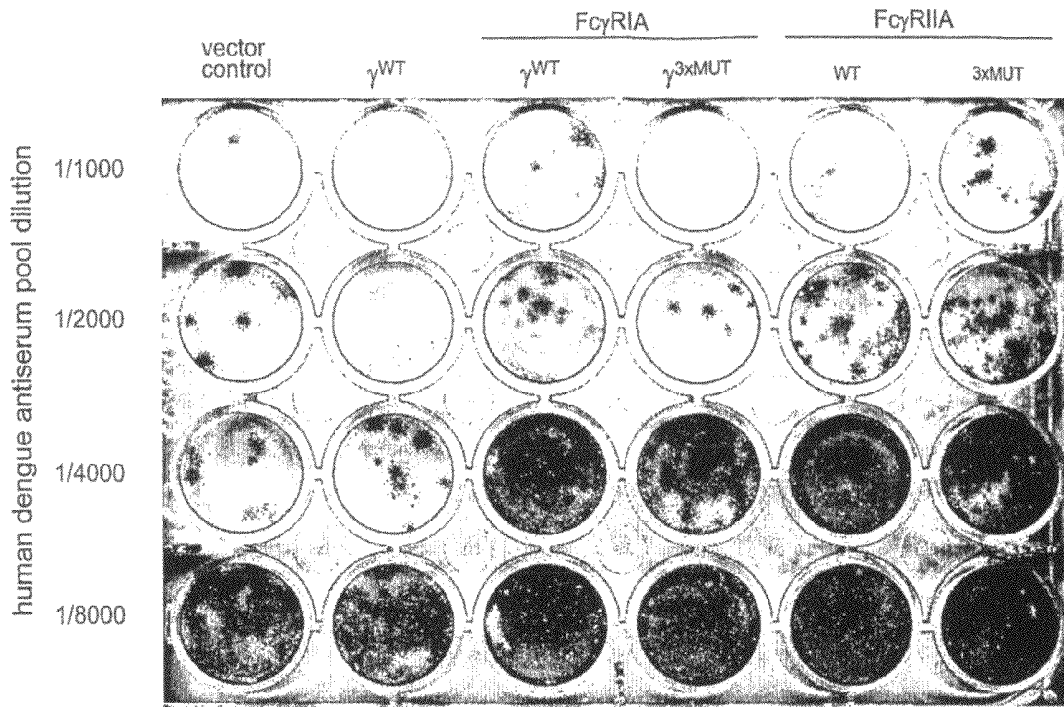 FcγRIA FcγRIIA
vector
control γWT γWT γ3xMUT WT 3xMUT
human dengue antiserum pool dilution
1/1000
1/2000
1/4000
1/8000